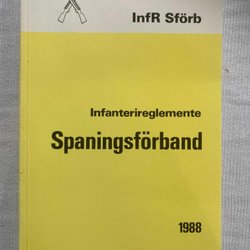 InfR Sförb
Infanterireglemente
Spaningsförband
1988